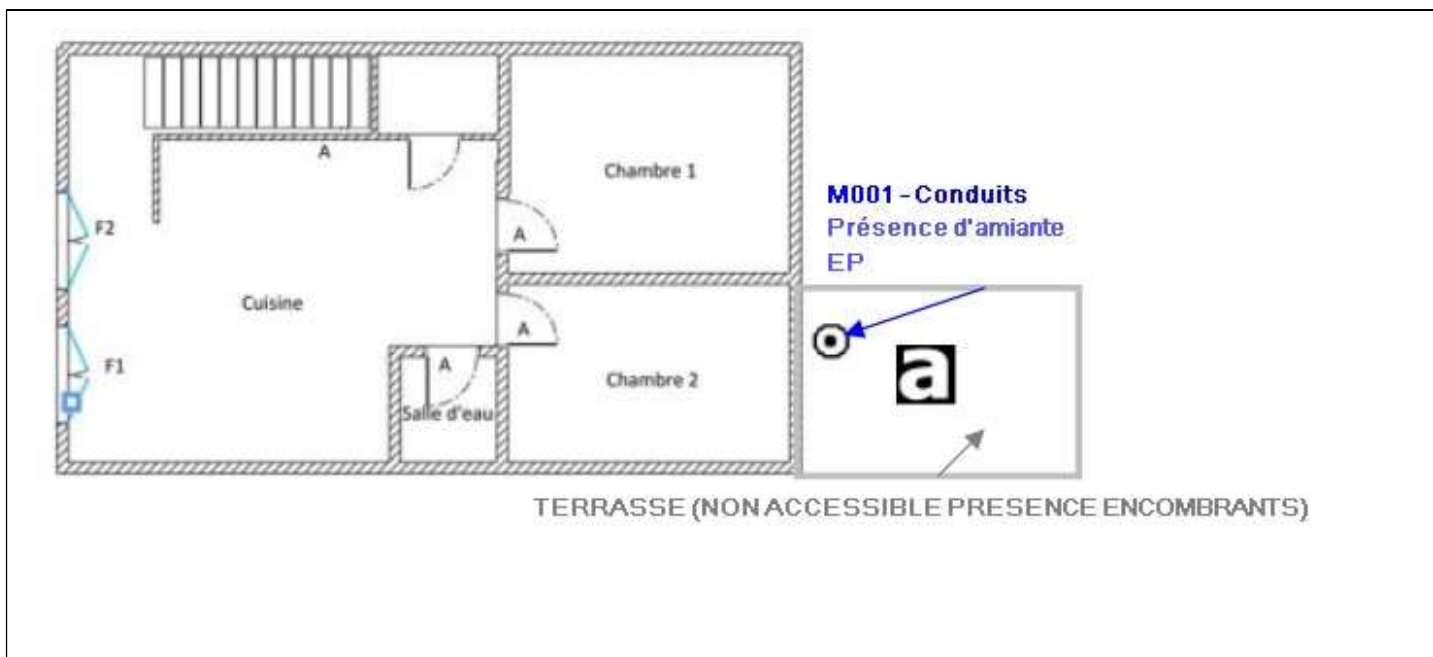 A
Chambre 1
M001 - Conduits
Présence d'amiante
EP
F2
A
Cuisine
A
a
F1
A
Chambre 2
Salle d'eau
TERRASSE (NON ACCESSIBLE PRESENCE ENCOMBRANTS)